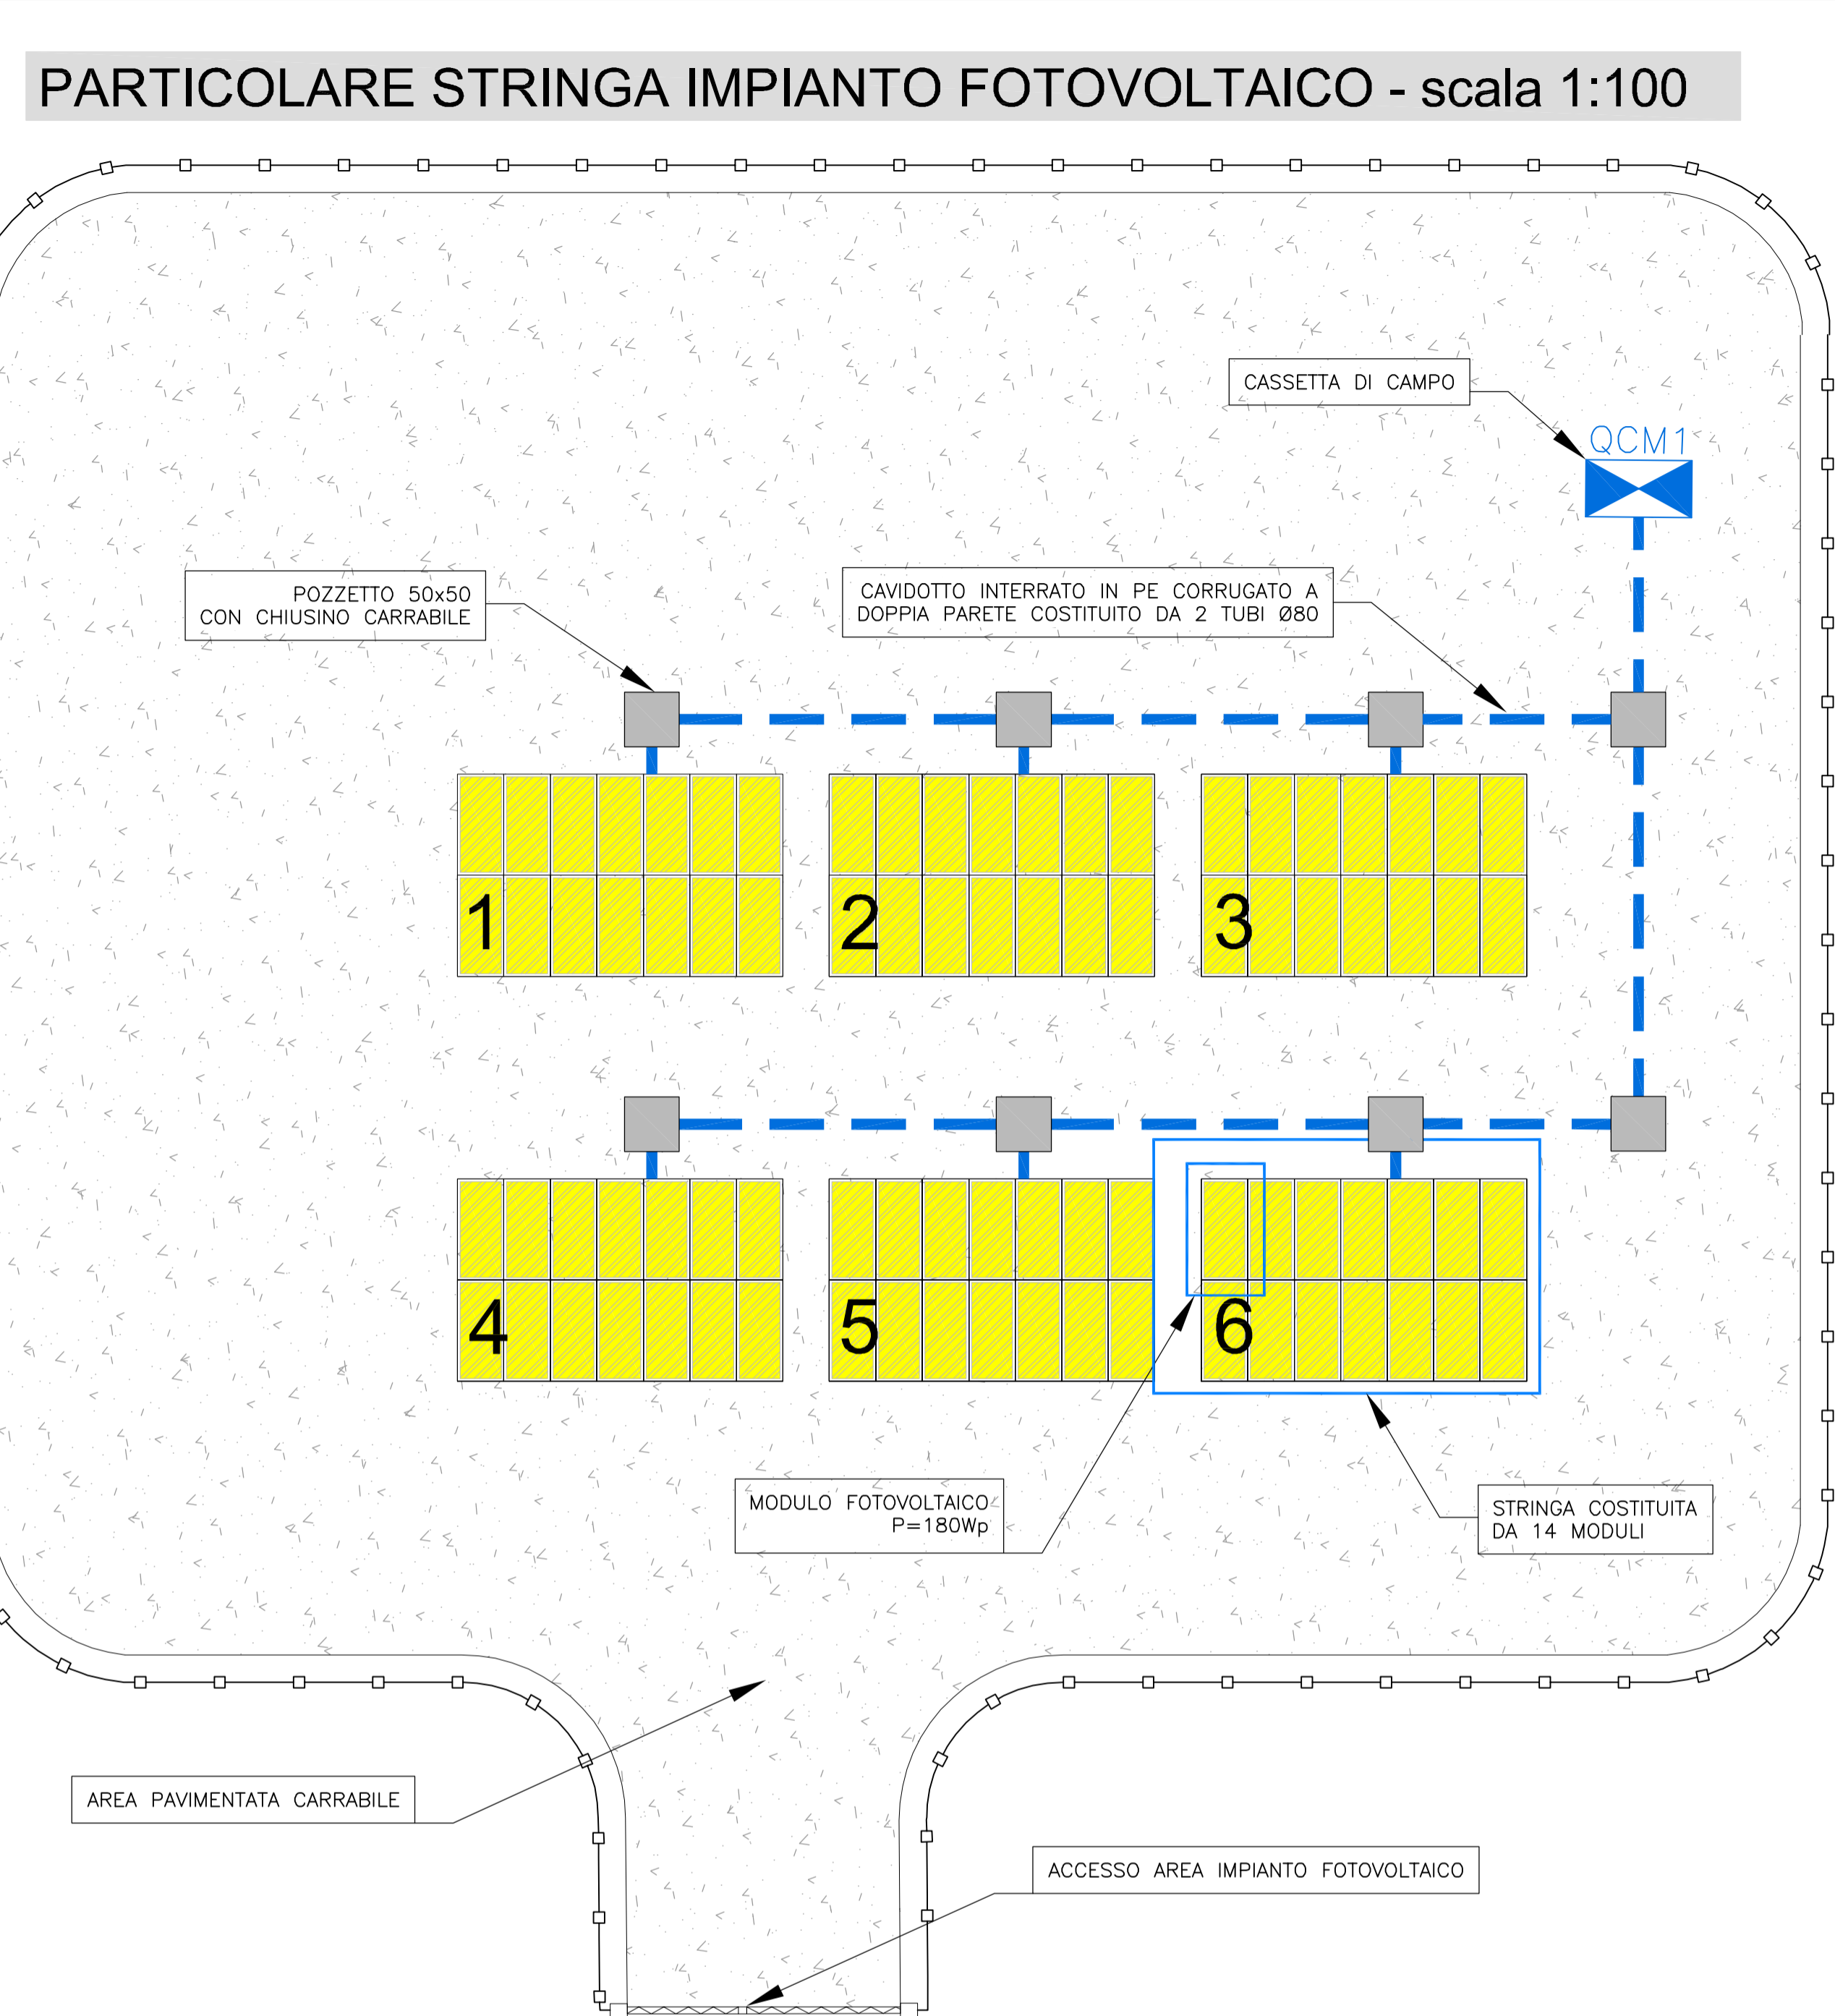 PARTICOLARE STRINGA IMPIANTO FOTOVOLTAICO - scala 1:100
CASSETTA DI CAMPO
QCM1
POZZETTO 50x50
CON CHIUSINO CARRABILE
CAVIDOTTO INTERRATO IN PE CORRUGATO A
DOPPIA PARETE COSTITUITO DA 2 TUBI Ø80
1
2
3
4
5
6
MODULO FOTOVOLTAICO
P=180Wp
STRINGA COSTITUITA
DA 14 MODULI
AREA PAVIMENTATA CARRABILE
ACCESSO AREA IMPIANTO FOTOVOLTAICO